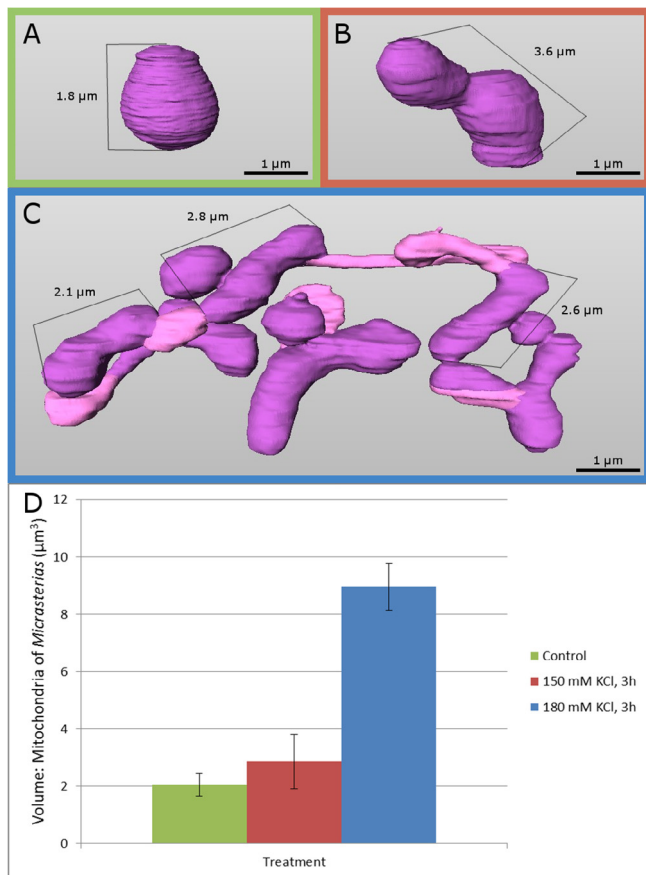 A
1.8 µm
1 µm
B
3.6 µm
1 µm
C
2.8 µm
2.1 µm
2.6 µm
1 µm
D
Volume: Mitochondria of Micrasterias (µm³)
12
10
8
6
4
2
0
Treatment
Control
150 mM KCl, 3h
180 mM KCl, 3h